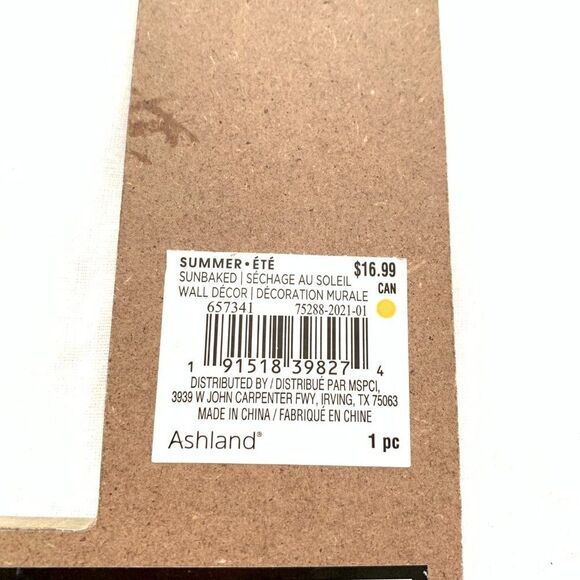 SUMMER • ÉTÉ
$16.99
SUNBAKED | SÉCHAGE AU SOLEIL
CAN
WALL DÉCOR | DÉCORATION MURALE
657341 75288-2021-01
1 91518 39827 4
DISTRIBUTED BY / DISTRIBUÉ PAR MSPCI,
3939 W JOHN CARPENTER FWY, IRVING, TX 75063
MADE IN CHINA / FABRIQUÉ EN CHINE
Ashland® 1 pc